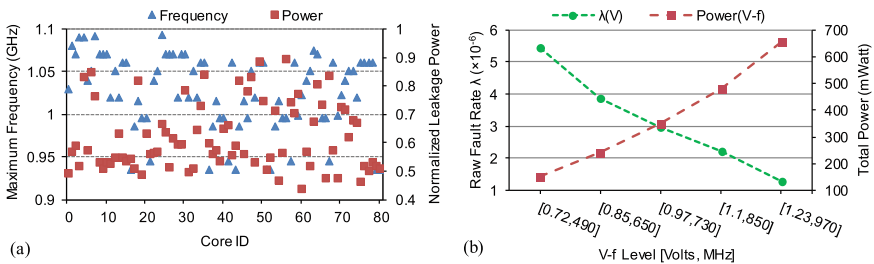 Frequency Power
Maximum Frequency (GHz)
1.1
1.05
1
0.95
0.9
1
0.9
0.8
0.7
0.6
0.5
0.4
Normalized Leakage Power
0 10 20 30 40 50 60 70 80
Core ID
(a)
λ(V) Power(V-f)
Raw Fault Rate λ (×10⁻⁶)
6
5
4
3
2
1
700
600
500
400
300
200
100
Total Power (mWatt)
[0.72,490] [0.85,650] [0.97,730] [1.1,850] [1.23,970]
V-f Level [Volts, MHz]
(b)